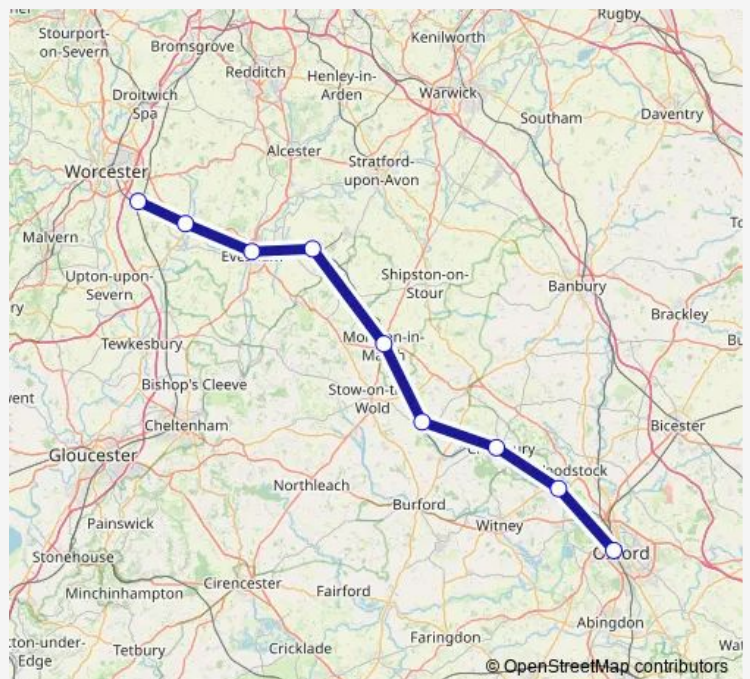 Rugby
Stourport-
on-Severn
Bromsgrove
Kenilworth
Redditch
Henley-in-
Arden
Droitwich
Spa
Warwick
Southam
Daventry
Alcester
Worcester
Stratford-
upon-Avon
Malvern
Upton-upon-
Severn
Shipston-on-
Stour
Banbury
Brackley
Tewkesbury
Bishop's Cleeve
Stow-on-
Wold
Cheltenham
Bicester
Gloucester
Northleach
Burford
Witney
Painswick
Stonehouse
Minchinhampton
Cirencester
Fairford
Abingdon
Faringdon
Tetbury
Cricklade
© OpenStreetMap contributors